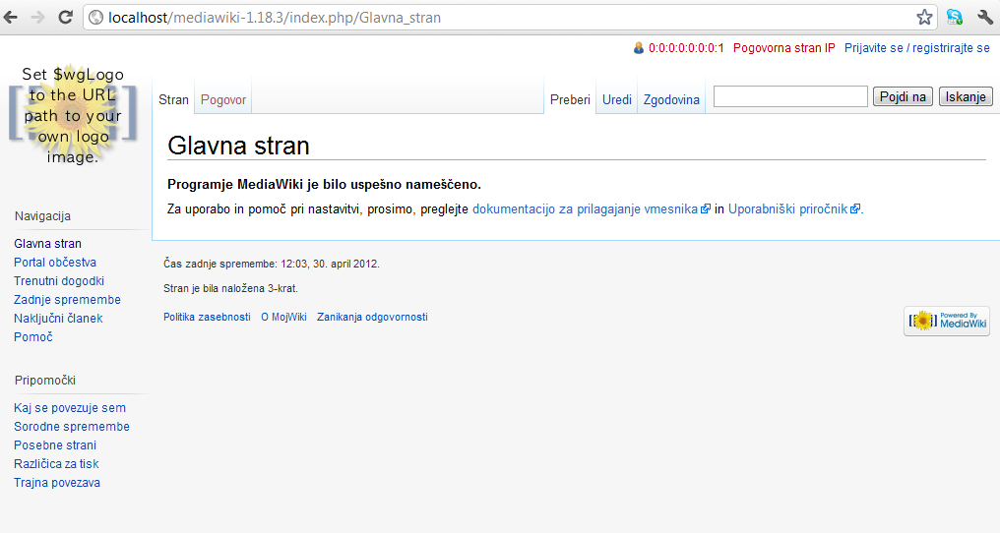 localhost/mediawiki-1.18.3/index.php/Glavna_stran
0:0:0:0:0:0:0:1 Pogovorna stran IP Prijavite se / registrirajte se
Set $wgLogo
to the URL
path to your
own logo
image.
Stran Pogovor Preberi Uredi Zgodovina Pojdi na Iskanje
Glavna stran
Programje MediaWiki je bilo uspešno nameščeno.
Za uporabo in pomoč pri nastavitvi, prosimo, preglejte dokumentacijo za prilagajanje vmesnika in Uporabniški priročnik.
Navigacija
Glavna stran
Portal občestva
Trenutni dogodki
Zadnje spremembe
Naključni članek
Pomoč
Pripomočki
Kaj se povezuje sem
Sorodne spremembe
Posebne strani
Različica za tisk
Trajna povezava
Čas zadnje spremembe: 12:03, 30. april 2012.
Stran je bila naložena 3-krat.
Politika zasebnosti O MojWiki Zanikanja odgovornosti
Powered By
MediaWiki